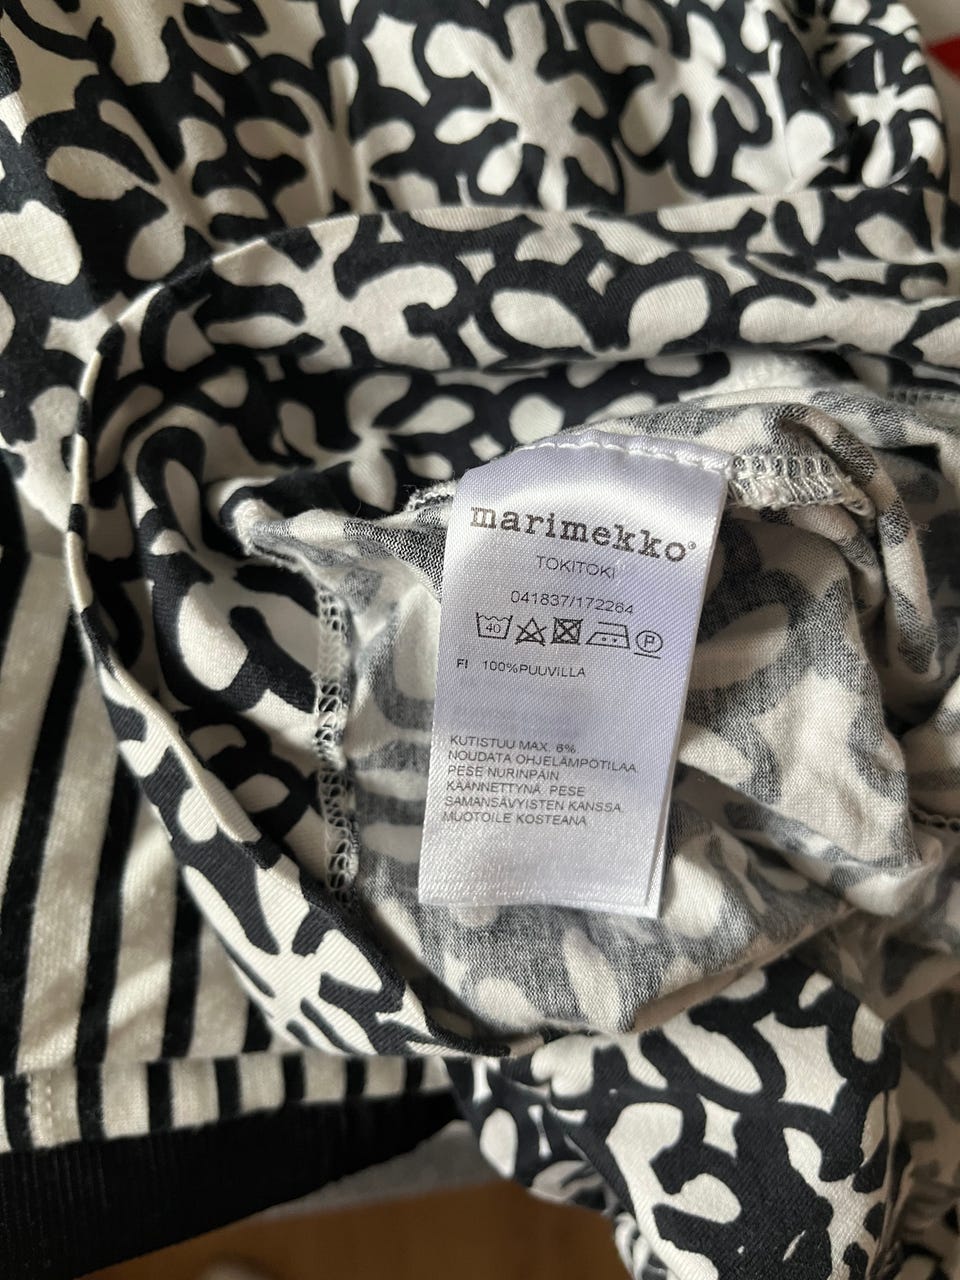 marimekko®
TOKITOKI
041837/172264
40 P
FI 100%PUUVILLA
KUTISTUU MAX. 6%
NOUDATA OHJELÄMPÖTILAA.
PESE NURINPÄIN
KÄÄNNETTYNÄ. PESE
SAMANSÄVYISTEN KANSSA.
MUOTOILE KOSTEANA.